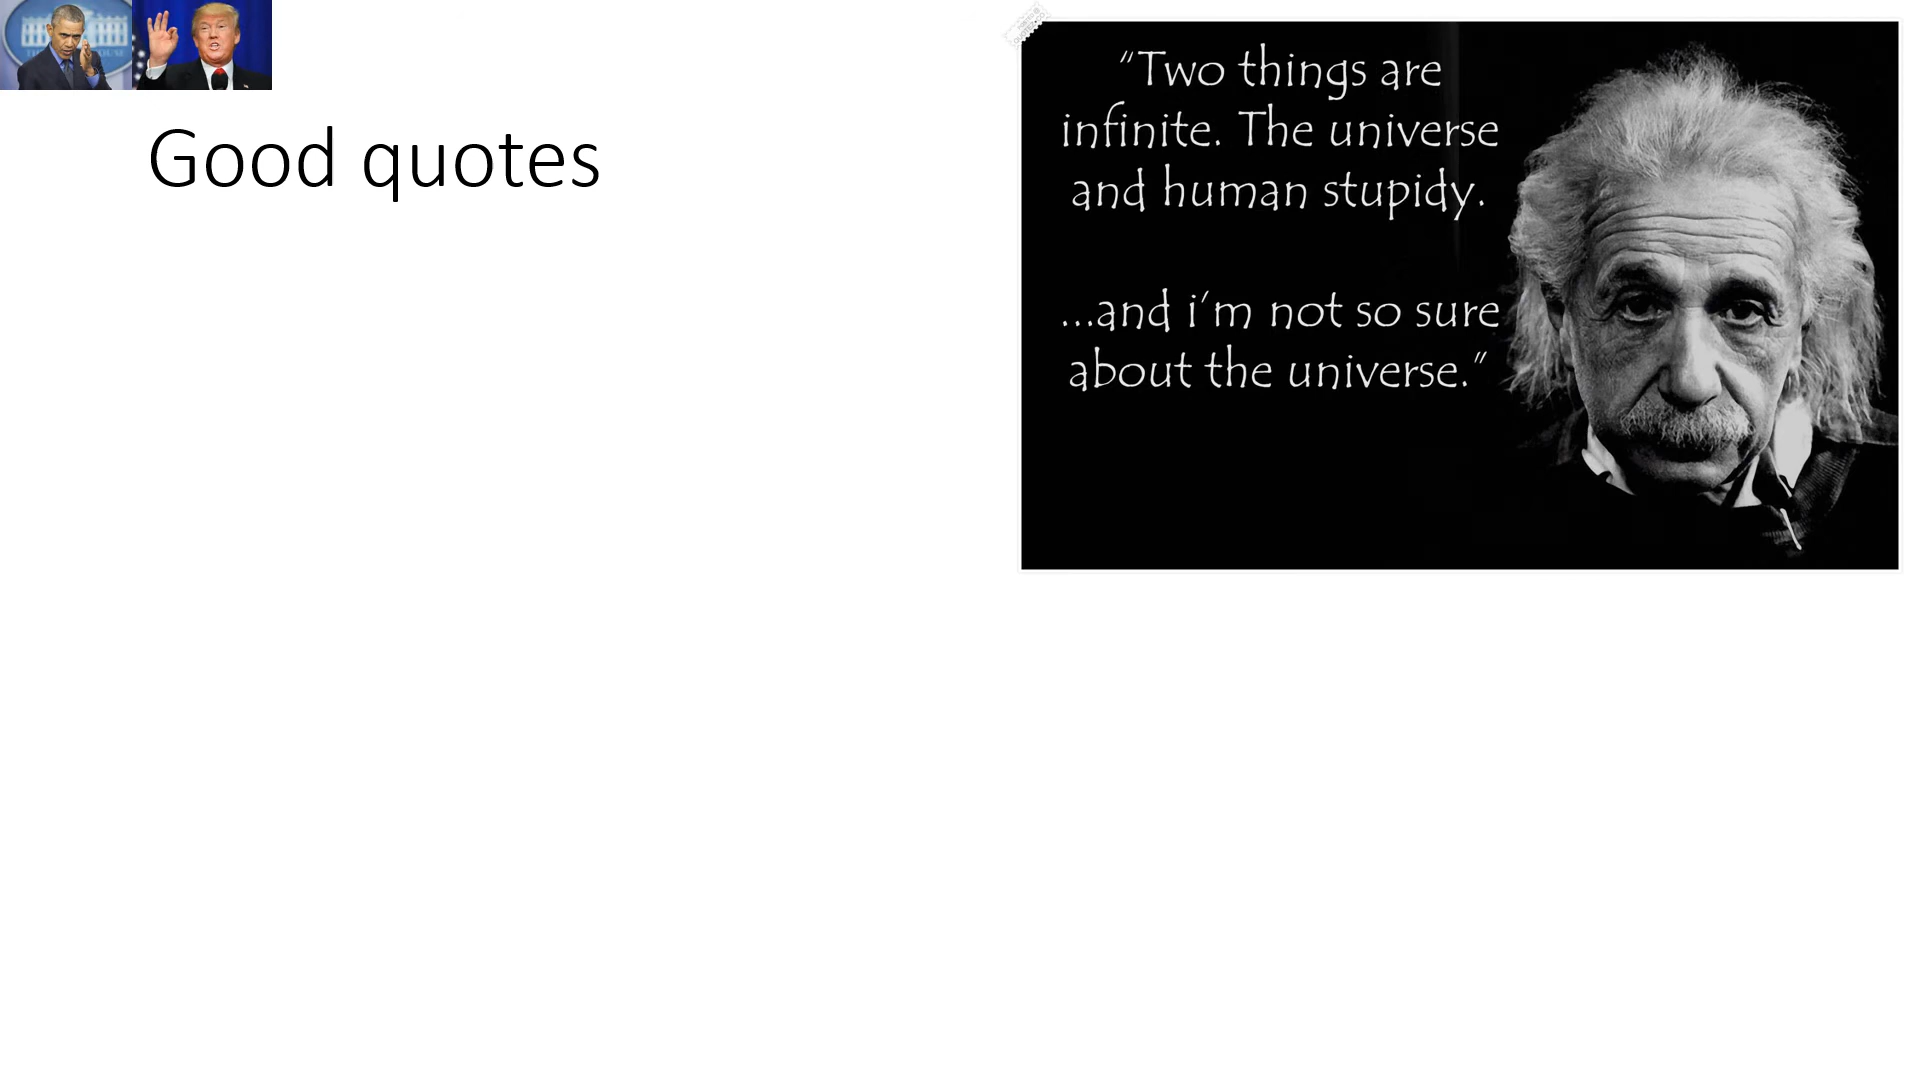 Good quotes
“Two things are
infinite. The universe
and human stupidy.
...and i’m not so sure
about the universe.”